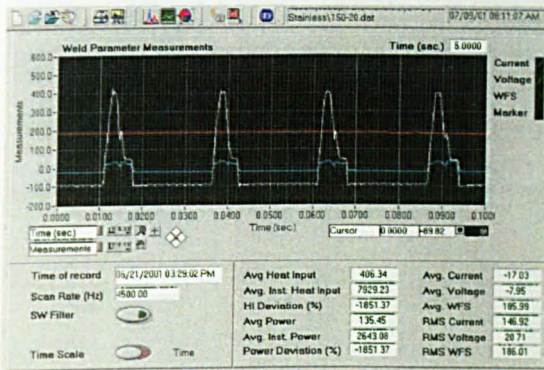 Stainless\150-20.dat
07/09/01 08:11:07 AM
Weld Parameter Measurements
Time (sec.) 5.0000
600.0
500.0
400.0
300.0
200.0
100.0
0.0
-100.0
-200.0
Measurements
0.0000 0.0100 0.0200 0.0300 0.0400 0.0500 0.0600 0.0700 0.0800 0.0900 0.1000
Time (sec.)
Current
Voltage
WFS
Marker
Time (sec.)
Measurements
Cursor 0.0000 -89.82
Time of record 06/21/2001 03:29:02 PM
Scan Rate (Hz) 4500.00
SW Filter
Time Scale Time
Avg Heat Input 406.34
Avg. Inst. Heat Input 7929.23
HI Deviation (%) -1851.37
Avg Power 135.45
Avg. Inst. Power 2643.08
Power Deviation (%) -1851.37
Avg. Current -17.03
Avg. Voltage -7.95
Avg. WFS 185.99
RMS Current 146.92
RMS Voltage 20.71
RMS WFS 186.01